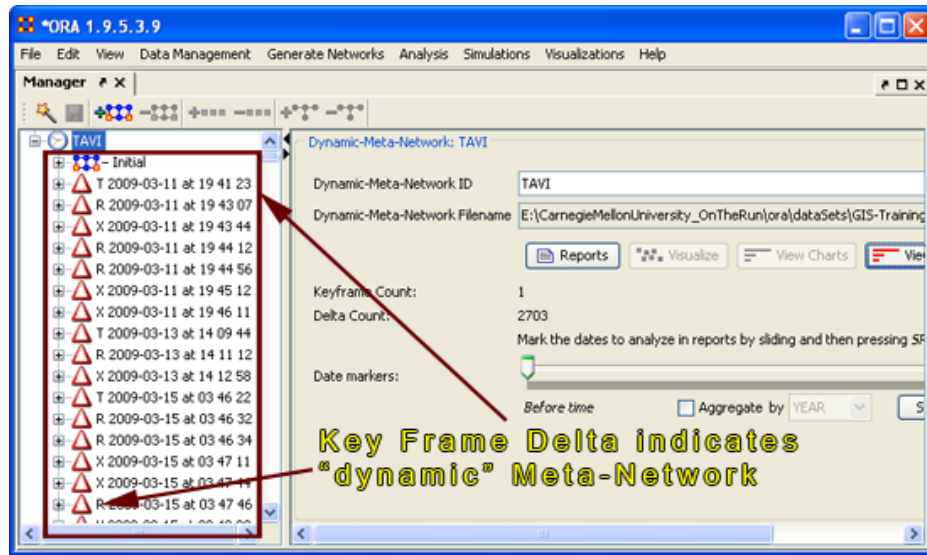 *ORA 1.9.5.3.9
File Edit View Data Management Generate Networks Analysis Simulations Visualizations Help
Manager
TAVI
Initial
T 2009-03-11 at 19 41 23
R 2009-03-11 at 19 43 07
X 2009-03-11 at 19 43 44
R 2009-03-11 at 19 44 12
R 2009-03-11 at 19 44 56
X 2009-03-11 at 19 45 12
X 2009-03-11 at 19 46 11
T 2009-03-13 at 14 09 44
R 2009-03-13 at 14 11 12
X 2009-03-13 at 14 12 58
T 2009-03-15 at 03 46 22
R 2009-03-15 at 03 46 32
R 2009-03-15 at 03 46 34
X 2009-03-15 at 03 47 11
X 2009-03-15 at 03 47 44
R 2009-03-15 at 03 47 46
Dynamic-Meta-Network: TAVI
Dynamic-Meta-Network ID TAVI
Dynamic-Meta-Network Filename E:\CarnegieMellonUniversity_OnTheRun\ora\dataSets\GIS-Training
Reports Visualize View Charts
Keyframe Count: 1
Delta Count: 2703
Mark the dates to analyze in reports by sliding and then pressing
Date markers:
Before time Aggregate by YEAR
Key Frame Delta indicates
“dynamic” Meta-Network